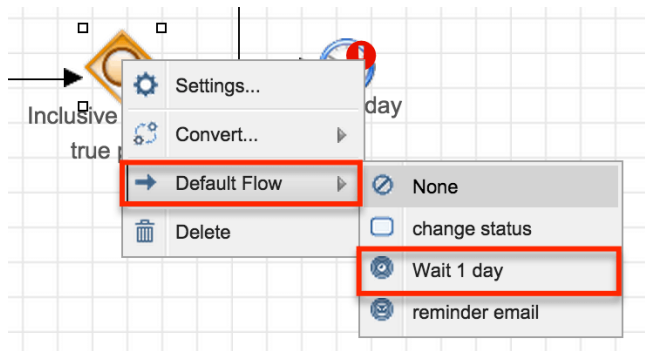 Inclusive
true p
day
Settings...
Convert...
Default Flow
Delete
None
change status
Wait 1 day
reminder email